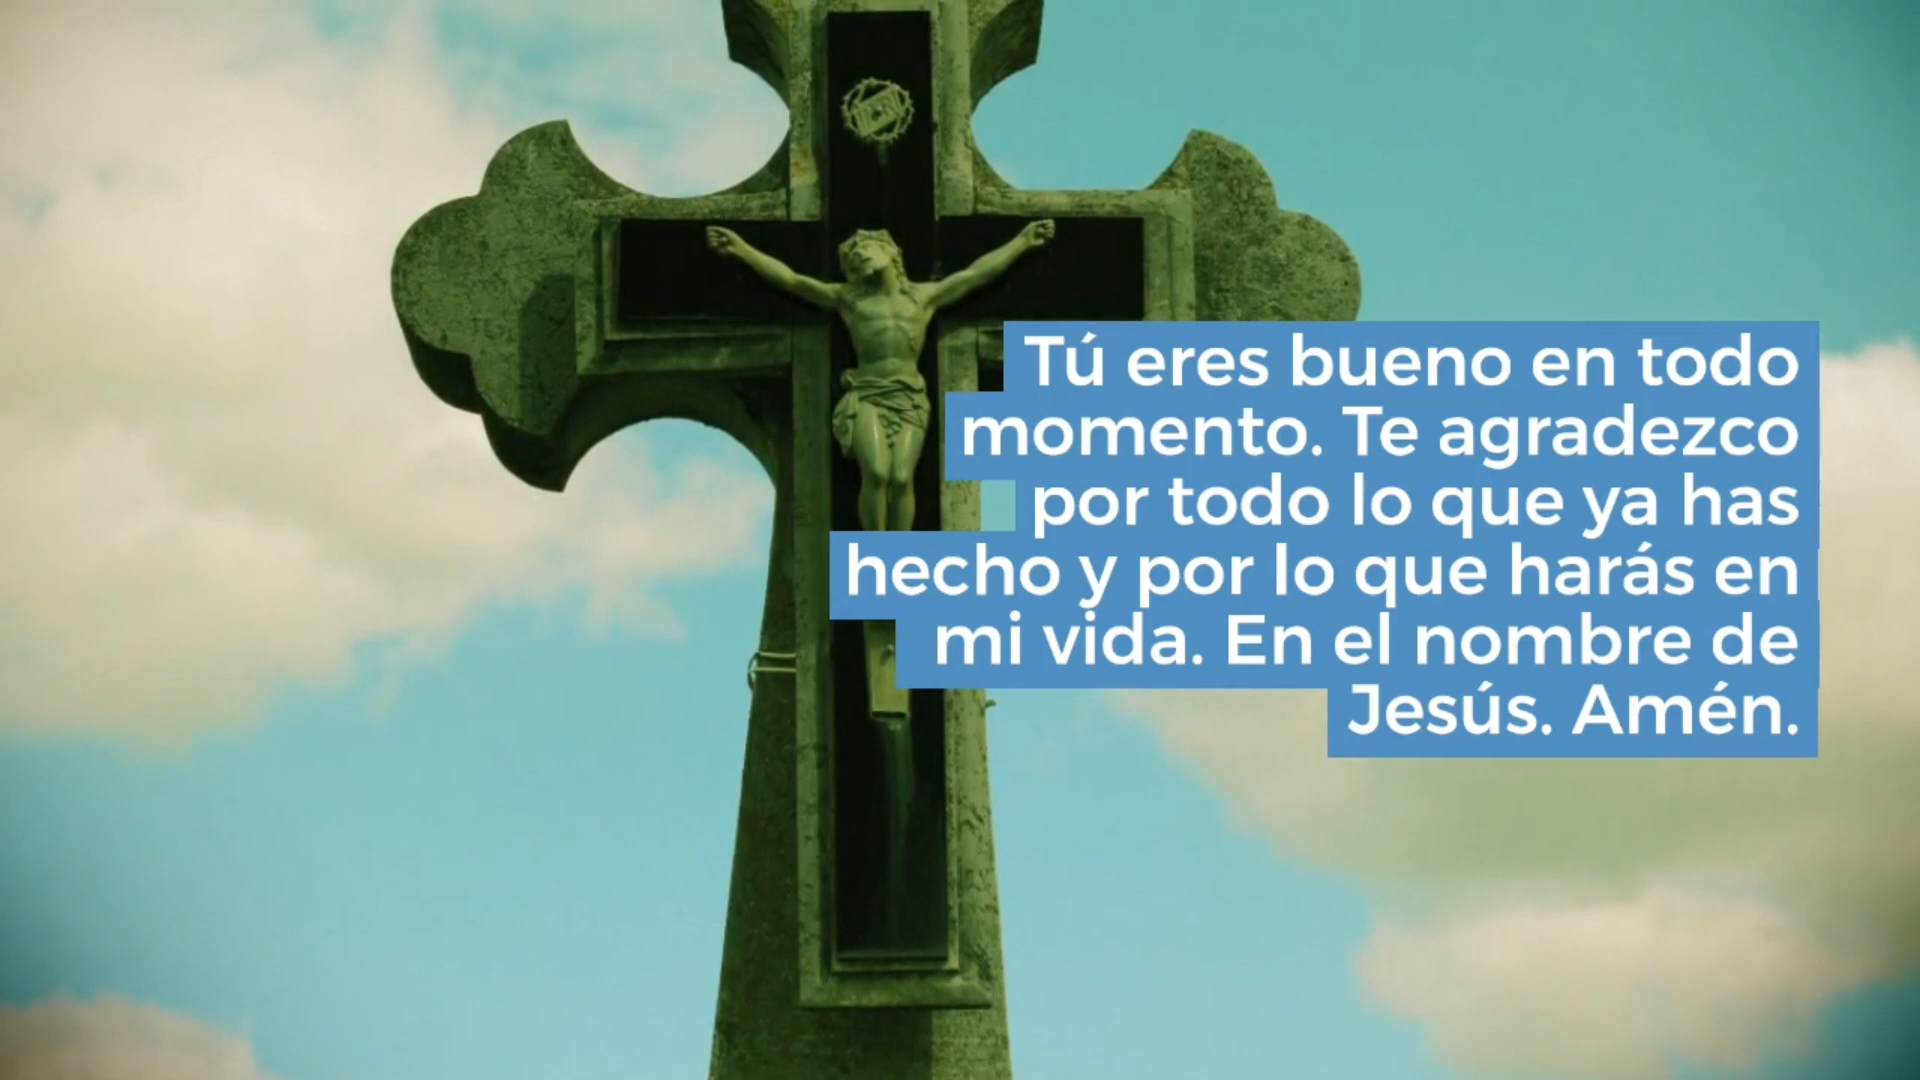 Tú eres bueno en todo
momento. Te agradezco
por todo lo que ya has
hecho y por lo que harás en
mi vida. En el nombre de
Jesús. Amén.